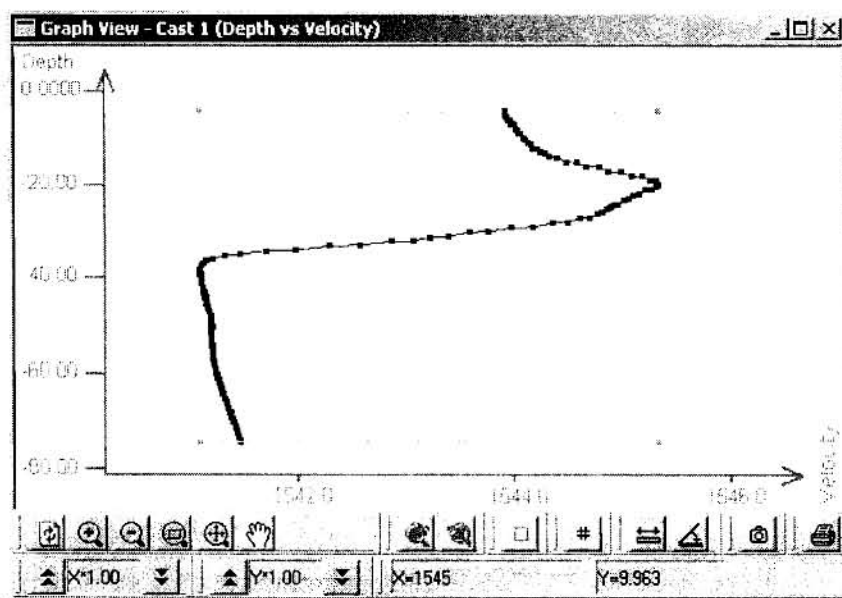 Graph View - Cast 1 (Depth vs Velocity)
Depth
0.0000
-20.00
-40.00
-60.00
-80.00
1542.0
1544.0
1546.0
Velocity
X*1.00
Y*1.00
X=1545
Y=9.963